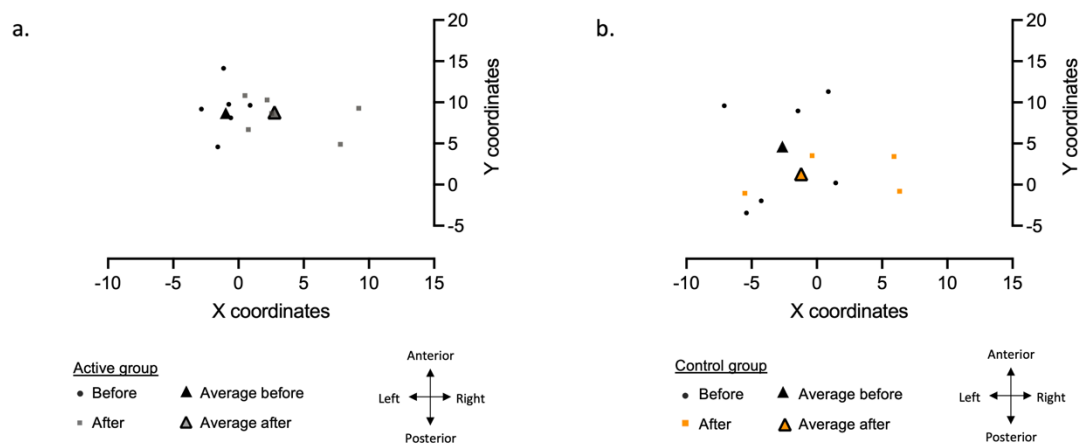 a.
20
15
10
5
0
-5
Y coordinates
-10 -5 0 5 10 15
X coordinates
Active group
Before
Average before
After
Average after
Anterior
Left
Right
Posterior
b.
20
15
10
5
0
-5
Y coordinates
-10 -5 0 5 10 15
X coordinates
Control group
Before
Average before
After
Average after
Anterior
Left
Right
Posterior